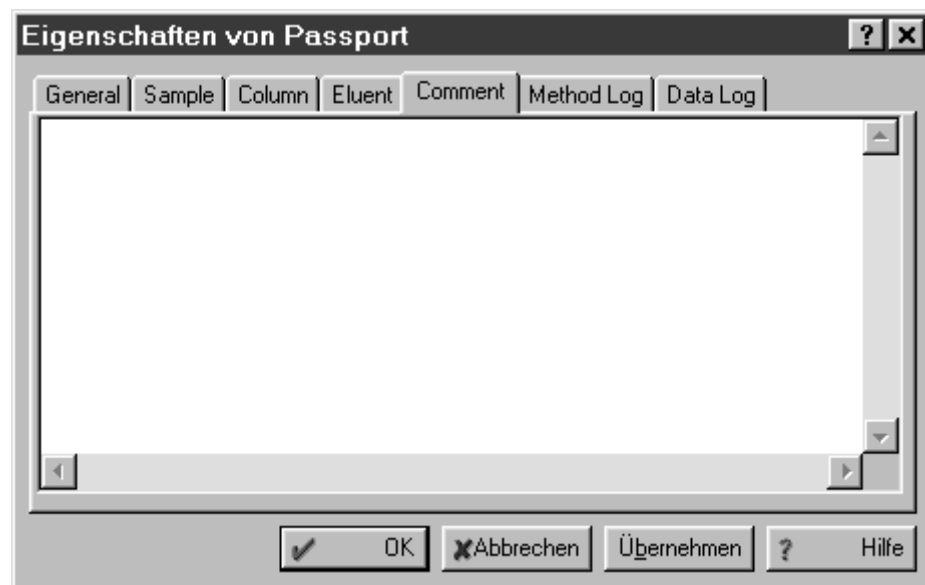 Eigenschaften von Passport ? ×
General Sample Column Eluent Comment Method Log Data Log
✔ OK ✘ Abbrechen Übernehmen ? Hilfe